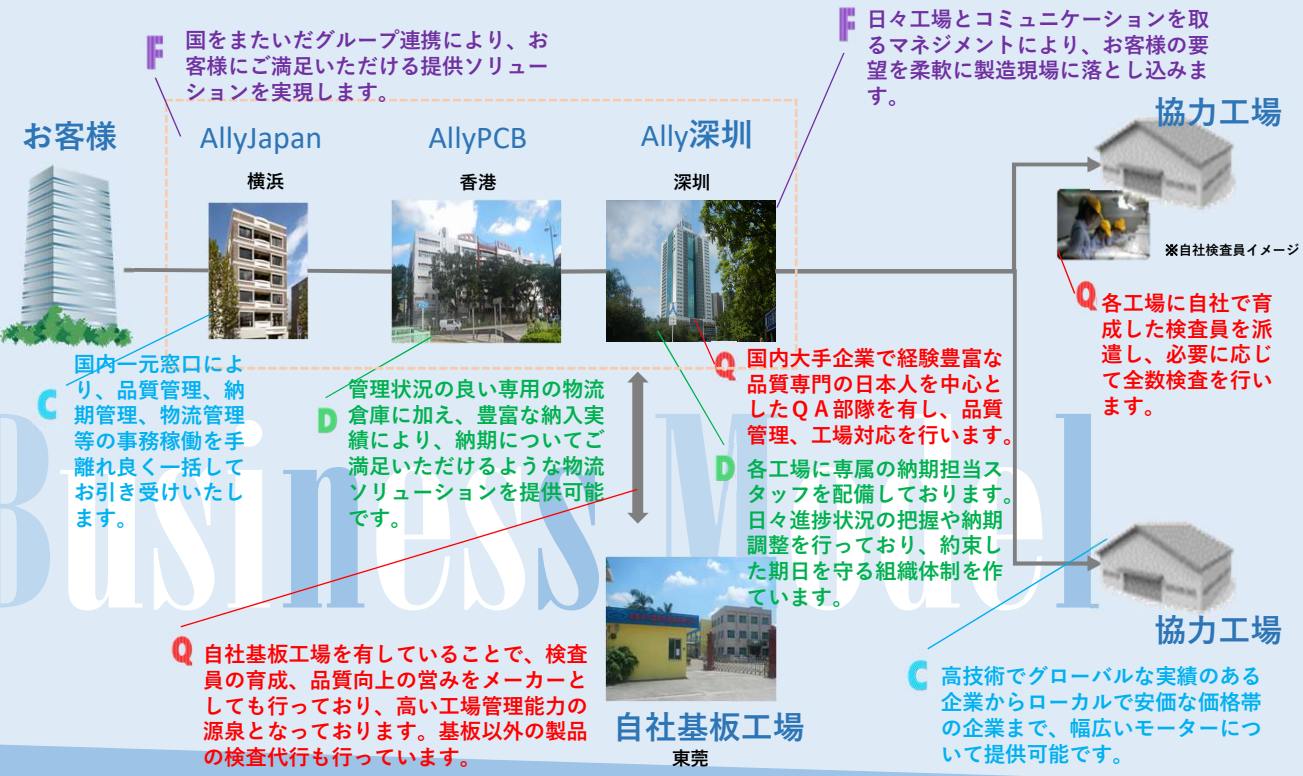 F
国をまたいだグループ連携により、お
客様にご満足いただける提供ソリュー
ションを実現します。
F
日々工場とコミュニケーションを取
るマネジメントにより、お客様の要
望を柔軟に製造現場に落とし込みま
す。
お客様
AllyJapan
横浜
AllyPCB
香港
Ally深圳
深圳
協力工場
※自社検査員イメージ
Q
各工場に自社で育
成した検査員を派
遣し、必要に応じ
て全数検査を行い
ます。
C
国内一元窓口によ
り、品質管理、納
期管理、物流管理
等の事務稼働を手
離れ良く一括して
お引き受けいたし
ます。
D
管理状況の良い専用の物流
倉庫に加え、豊富な納入実
績により、納期についてご
満足いただけるような物流
ソリューションを提供可能
です。
Q
国内大手企業で経験豊富な
品質専門の日本人を中心と
したＱＡ部隊を有し、品質
管理、工場対応を行います。
D
各工場に専属の納期担当ス
タッフを配備しております。
日々進捗状況の把握や納期
調整を行っており、約束し
た期日を守る組織体制を作
ています。
Business Model
Q
自社基板工場を有していることで、検査
員の育成、品質向上の営みをメーカーと
しても行っており、高い工場管理能力の
源泉となっております。基板以外の製品
の検査代行も行っています。
自社基板工場
東莞
協力工場
C
高技術でグローバルな実績のある
企業からローカルで安価な価格帯
の企業まで、幅広いモーターにつ
いて提供可能です。